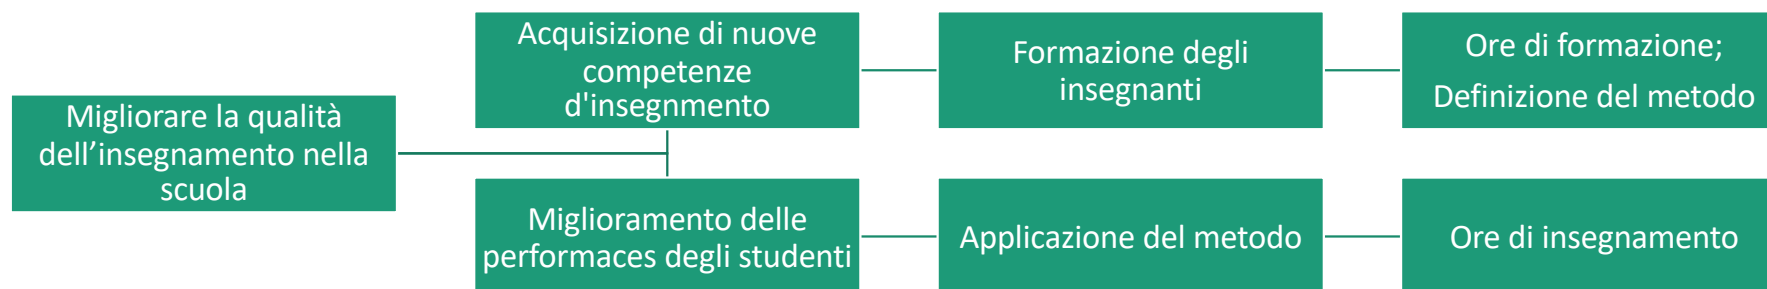 Migliorare la qualità
dell’insegnamento nella
scuola
Acquisizione di nuove
competenze
d'insegnmento
Formazione degli
insegnanti
Ore di formazione;
Definizione del metodo
Miglioramento delle
performaces degli studenti
Applicazione del metodo
Ore di insegnamento